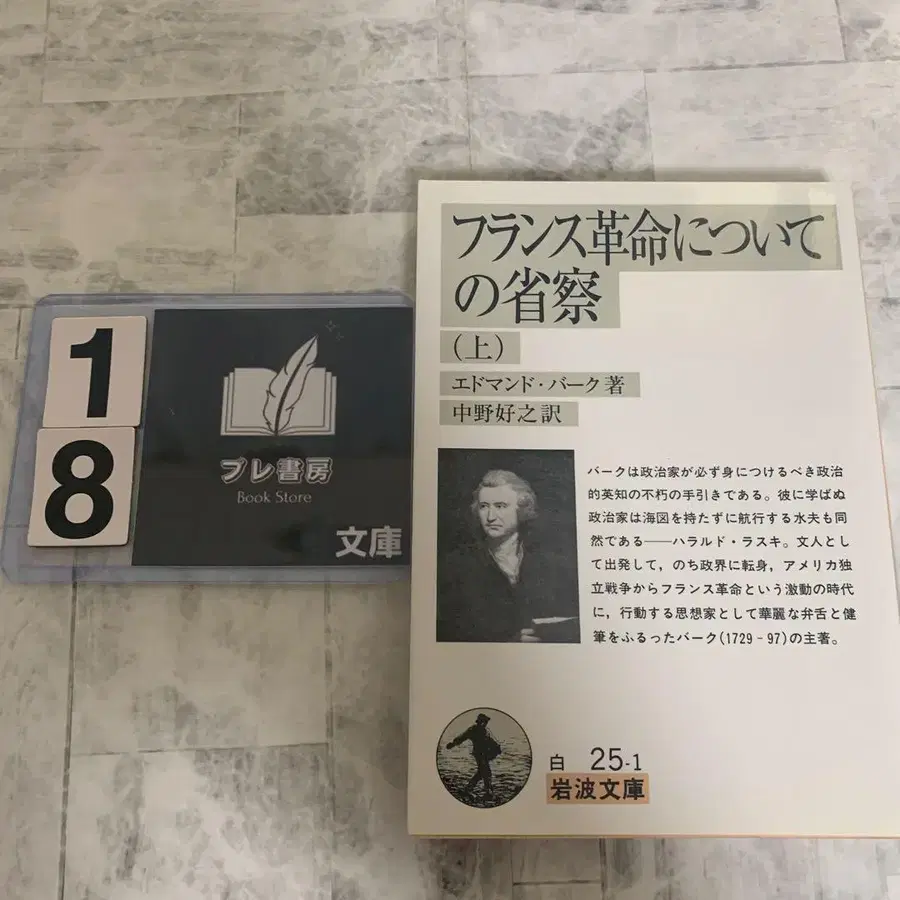 1
8
ブレ書房
Book Store
文庫
フランス革命について
の省察
(上)
エドマンド・バーク著
中野好之訳
バークは政治家が必ず身につけるべき政治
的英知の不朽の手引きである。彼に学ばぬ
政治家は海図を持たずに航行する水夫も同
然である──ハラルド・ラスキ。文人とし
て出発して，のち政界に転身，アメリカ独
立戦争からフランス革命という激動の時代
に，行動する思想家として華麗な弁舌と健
筆をふるったバーク(1729‐97)の主著。
白 25-1
岩波文庫